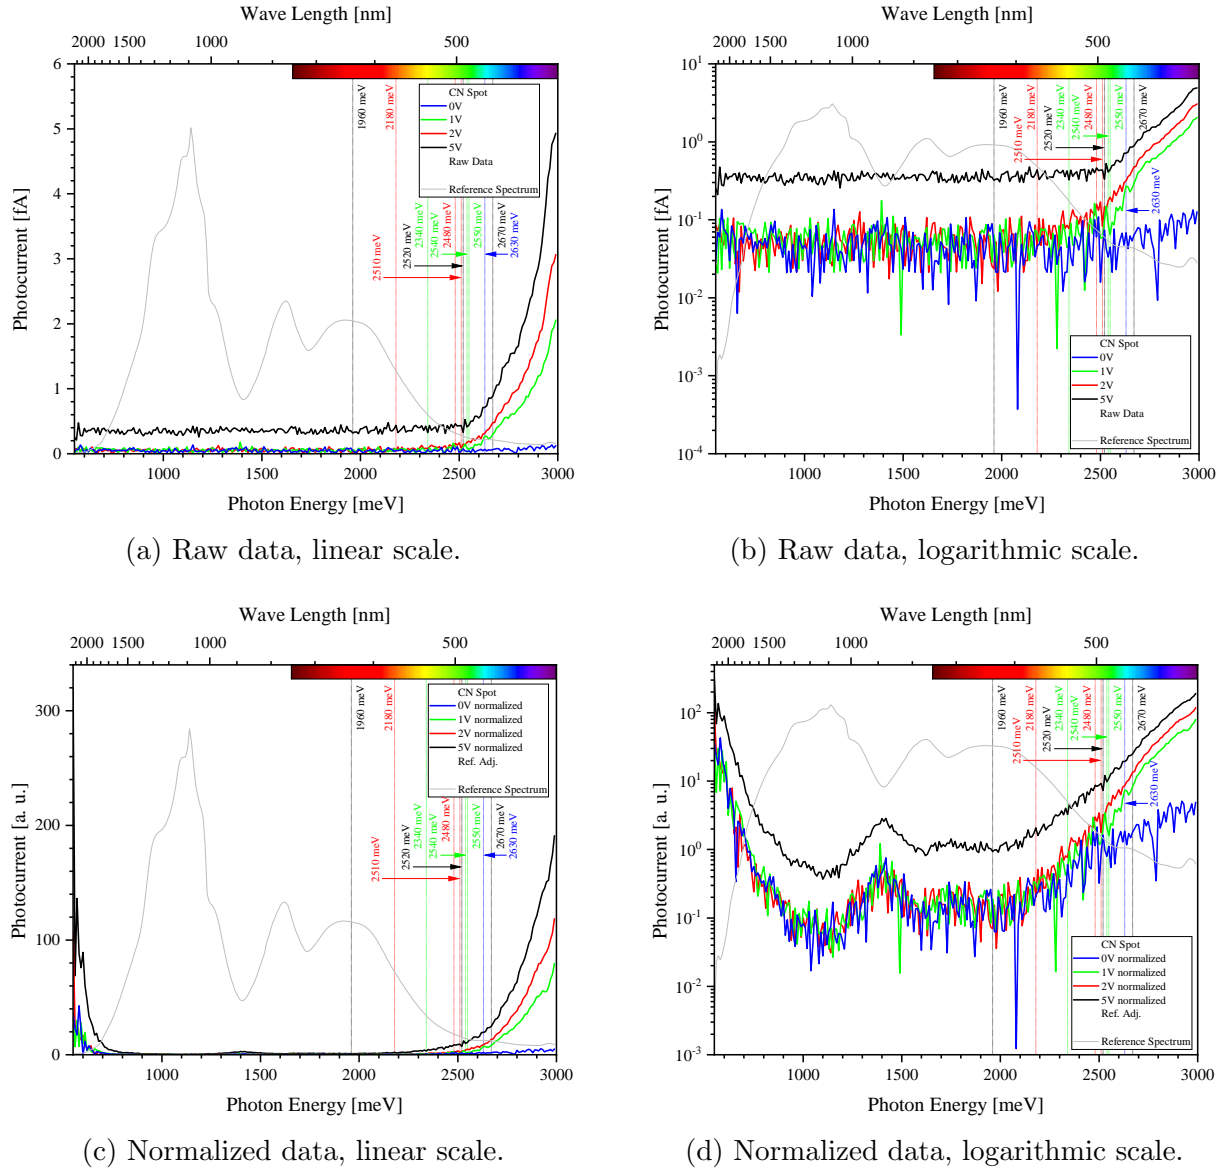 Wave Length [nm]
2000 1500 1000 500
6
5
4
3
2
1
0
Photocurrent [fA]
CN Spot
0V
1V
2V
5V
Raw Data
Reference Spectrum
1960 meV
2180 meV
2510 meV
2520 meV
2340 meV
2540 meV
2480 meV
2550 meV
2670 meV
2630 meV
1000 1500 2000 2500 3000
Photon Energy [meV]
(a) Raw data, linear scale.
Wave Length [nm]
2000 1500 1000 500
10^1
10^0
10^-1
10^-2
10^-3
10^-4
Photocurrent [fA]
1960 meV
2180 meV
2510 meV
2520 meV
2340 meV
2540 meV
2480 meV
2550 meV
2670 meV
2630 meV
CN Spot
0V
1V
2V
5V
Raw Data
Reference Spectrum
1000 1500 2000 2500 3000
Photon Energy [meV]
(b) Raw data, logarithmic scale.
Wave Length [nm]
2000 1500 1000 500
300
200
100
0
Photocurrent [a. u.]
CN Spot
0V normalized
1V normalized
2V normalized
5V normalized
Ref. Adj.
Reference Spectrum
1960 meV
2180 meV
2510 meV
2520 meV
2340 meV
2540 meV
2480 meV
2550 meV
2670 meV
2630 meV
1000 1500 2000 2500 3000
Photon Energy [meV]
(c) Normalized data, linear scale.
Wave Length [nm]
2000 1500 1000 500
10^2
10^1
10^0
10^-1
10^-2
10^-3
Photocurrent [a. u.]
1960 meV
2180 meV
2510 meV
2520 meV
2340 meV
2540 meV
2480 meV
2550 meV
2670 meV
2630 meV
CN Spot
0V normalized
1V normalized
2V normalized
5V normalized
Ref. Adj.
Reference Spectrum
1000 1500 2000 2500 3000
Photon Energy [meV]
(d) Normalized data, logarithmic scale.